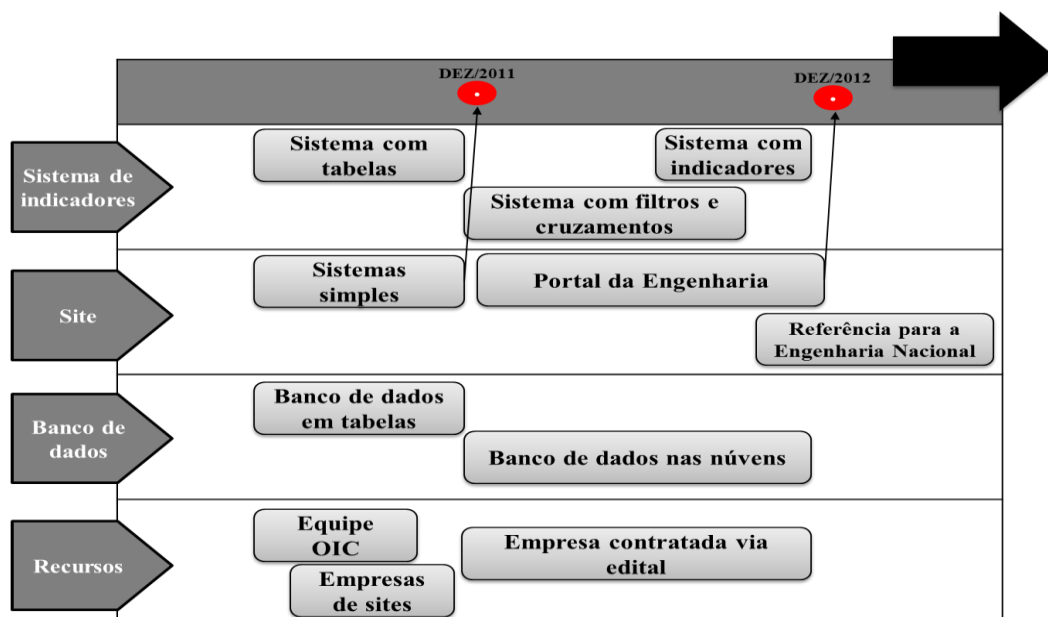 DEZ/2011
DEZ/2012
Sistema de
indicadores
Sistema com
tabelas
Sistema com
indicadores
Sistema com filtros e
cruzamentos
Site
Sistemas
simples
Portal da Engenharia
Referência para a
Engenharia Nacional
Banco de
dados
Banco de dados
em tabelas
Banco de dados nas núvens
Recursos
Equipe
OIC
Empresa contratada via
edital
Empresas
de sites